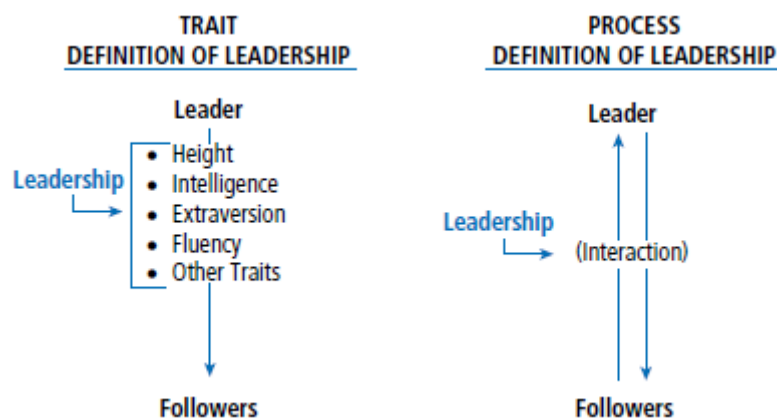 TRAIT
DEFINITION OF LEADERSHIP
Leader
Leadership
• Height
• Intelligence
• Extraversion
• Fluency
• Other Traits
Followers
PROCESS
DEFINITION OF LEADERSHIP
Leader
Leadership
(Interaction)
Followers